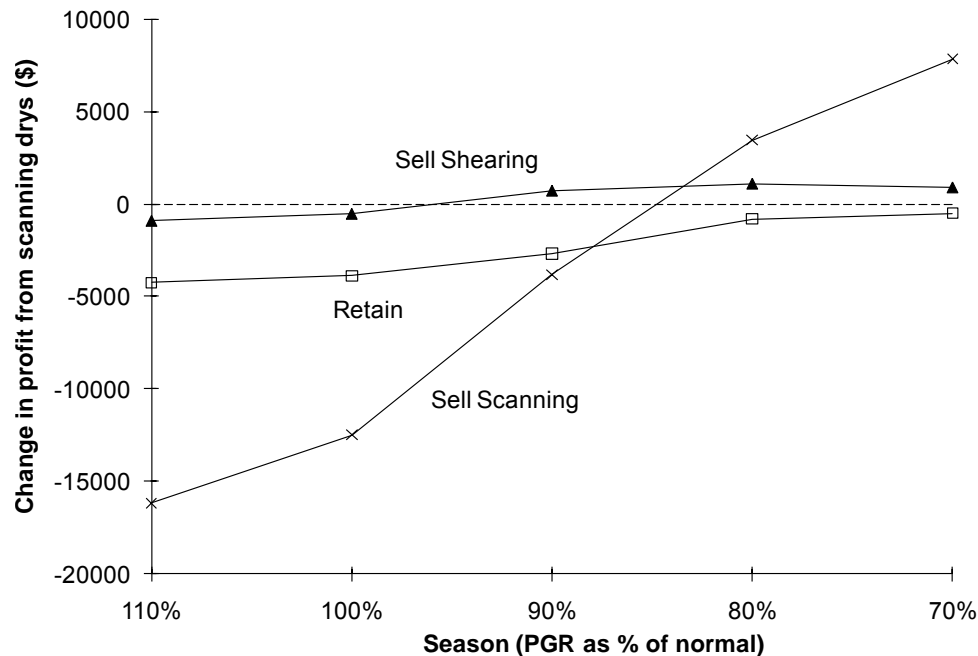 Change in profit from scanning drys ($)
10000
5000
0
-5000
-10000
-15000
-20000
Sell Shearing
Retain
Sell Scanning
110%
100%
90%
80%
70%
Season (PGR as % of normal)